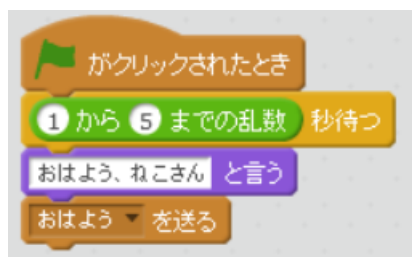 がクリックされたとき
1 から 5 までの乱数 秒待つ
おはよう、ねこさん と言う
おはよう を送る